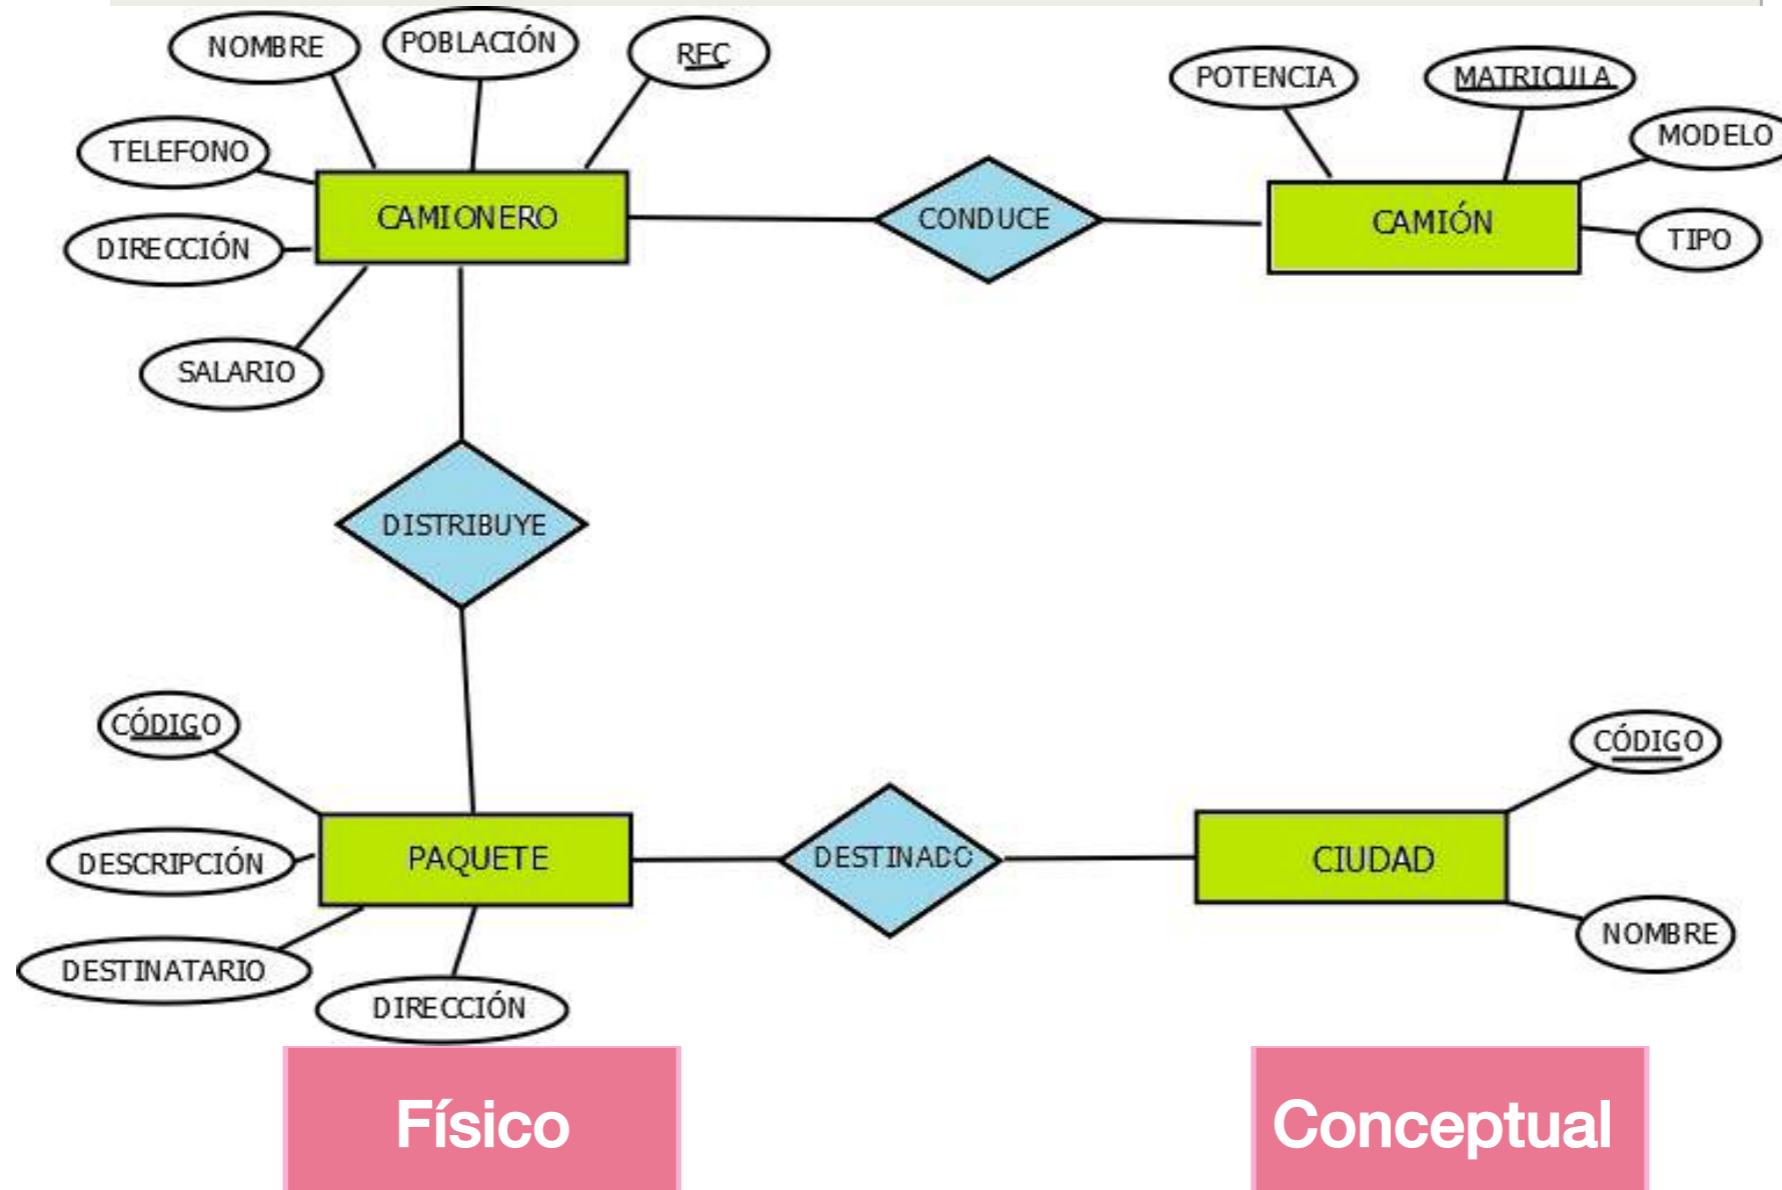 NOMBRE
POBLACIÓN
RFC
POTENCIA
MATRICULA
MODELO
TELEFONO
CAMIONERO
CONDUCE
CAMIÓN
TIPO
DIRECCIÓN
SALARIO
DISTRIBUYE
CÓDIGO
CÓDIGO
DESCRIPCIÓN
PAQUETE
DESTINADO
CIUDAD
NOMBRE
DESTINATARIO
DIRECCIÓN
Físico
Conceptual